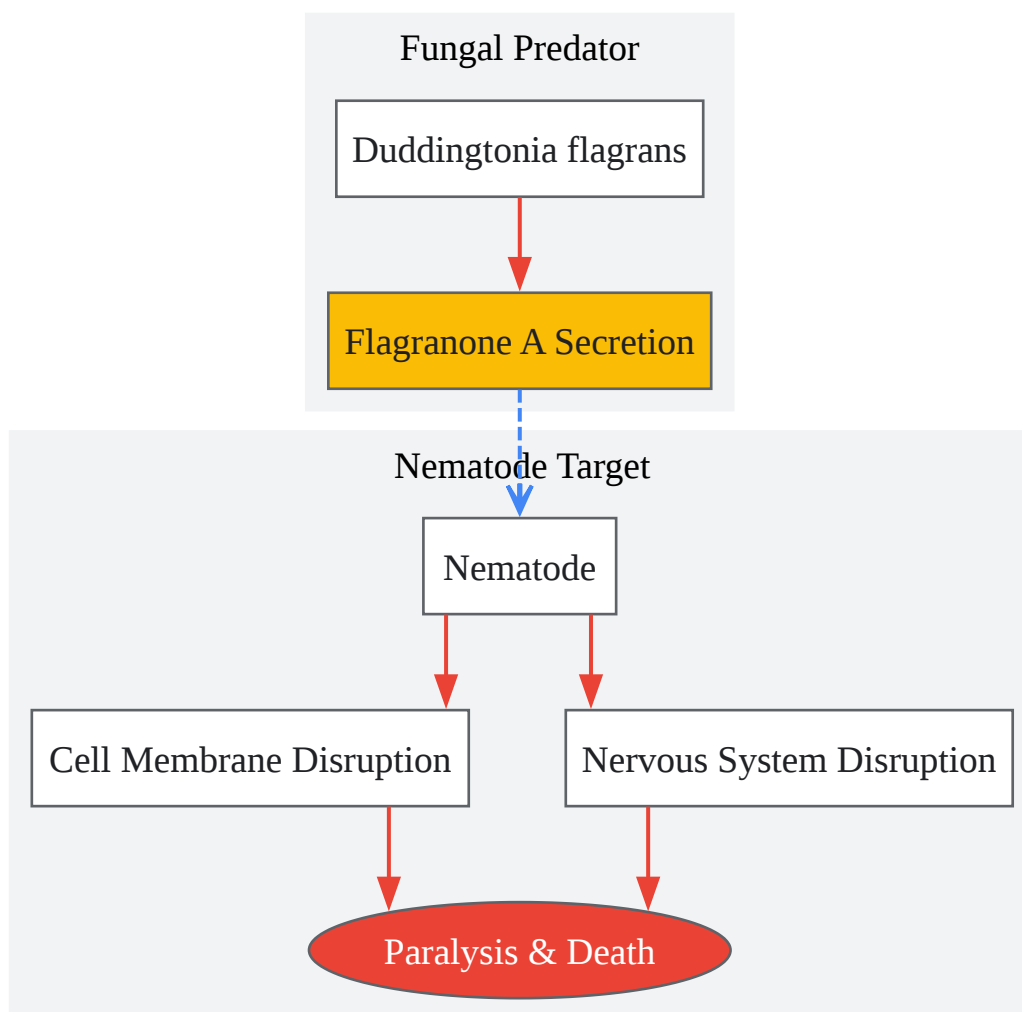 Fungal Predator
Duddingtonia flagrans
Flagranone A Secretion
Nematode Target
Nematode
Cell Membrane Disruption
Nervous System Disruption
Paralysis & Death